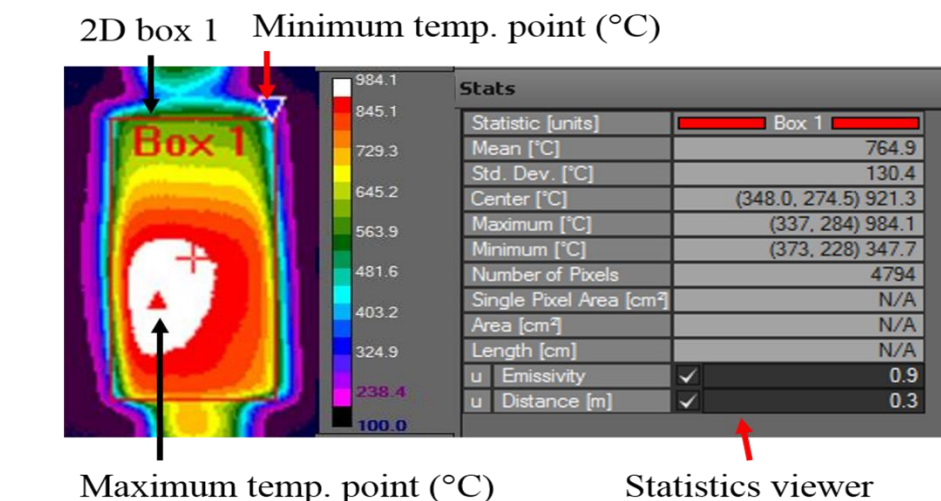 2D box 1 Minimum temp. point (°C)
Box 1
984.1
845.1
729.3
645.2
563.9
481.6
403.2
324.9
238.4
100.0
Stats
Statistic [units] Box 1
Mean [°C] 764.9
Std. Dev. [°C] 130.4
Center [°C] (348.0, 274.5) 921.3
Maximum [°C] (337, 284) 984.1
Minimum [°C] (373, 228) 347.7
Number of Pixels 4794
Single Pixel Area [cm²] N/A
Area [cm²] N/A
Length [cm] N/A
u Emissivity 0.9
u Distance [m] 0.3
Maximum temp. point (°C) Statistics viewer